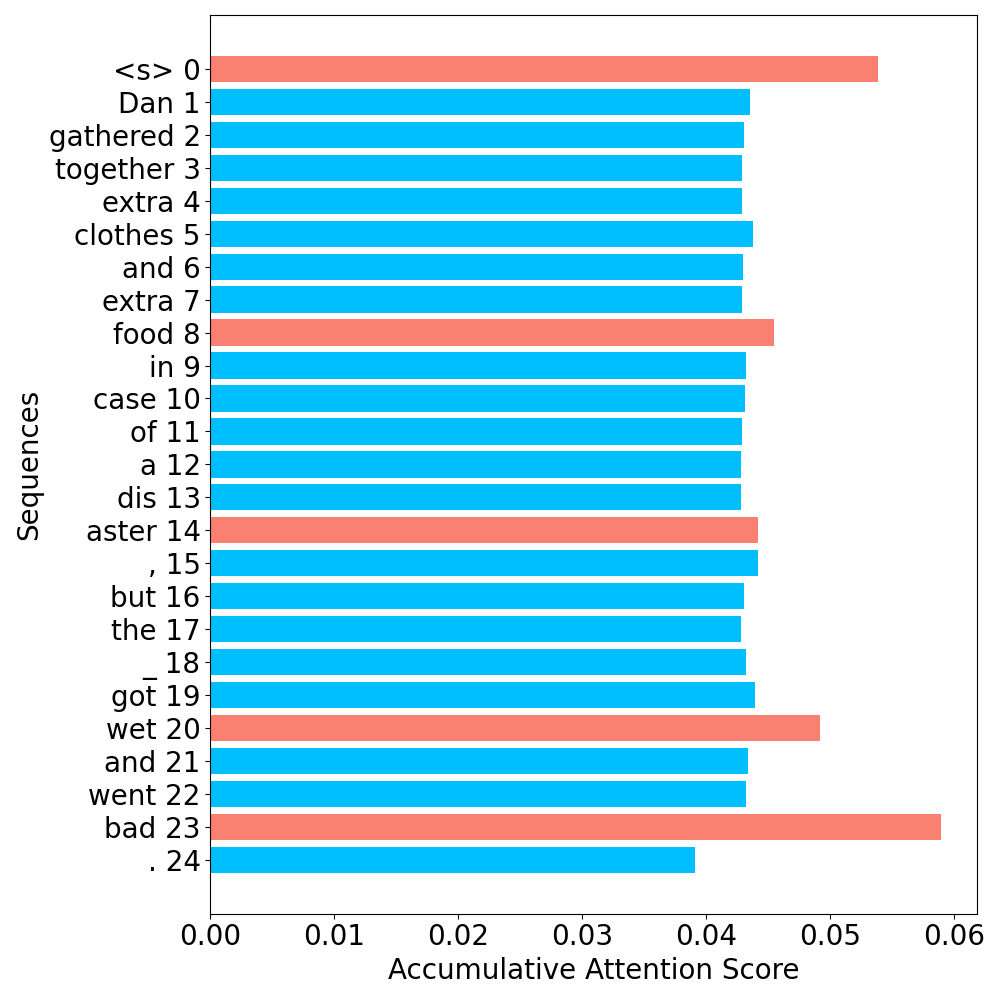 <s> 0
Dan 1
gathered 2
together 3
extra 4
clothes 5
and 6
extra 7
food 8
in 9
case 10
of 11
a 12
dis 13
aster 14
, 15
but 16
the 17
_ 18
got 19
wet 20
and 21
went 22
bad 23
. 24
Sequences
0.00 0.01 0.02 0.03 0.04 0.05 0.06
Accumulative Attention Score